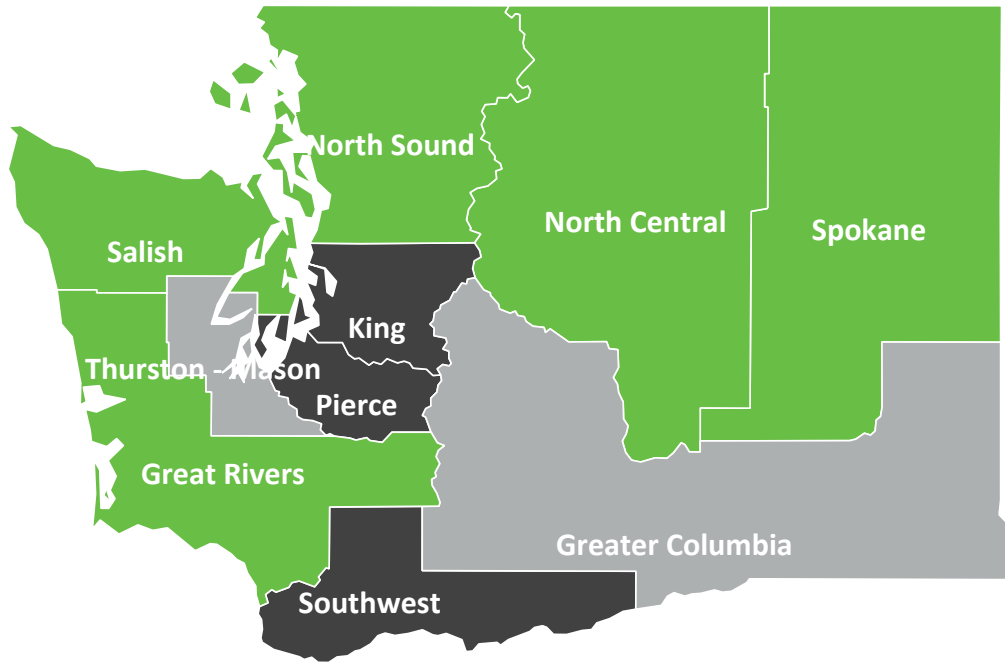 North Sound
North Central
Spokane
Salish
King
Thurston - Mason
Pierce
Great Rivers
Greater Columbia
Southwest